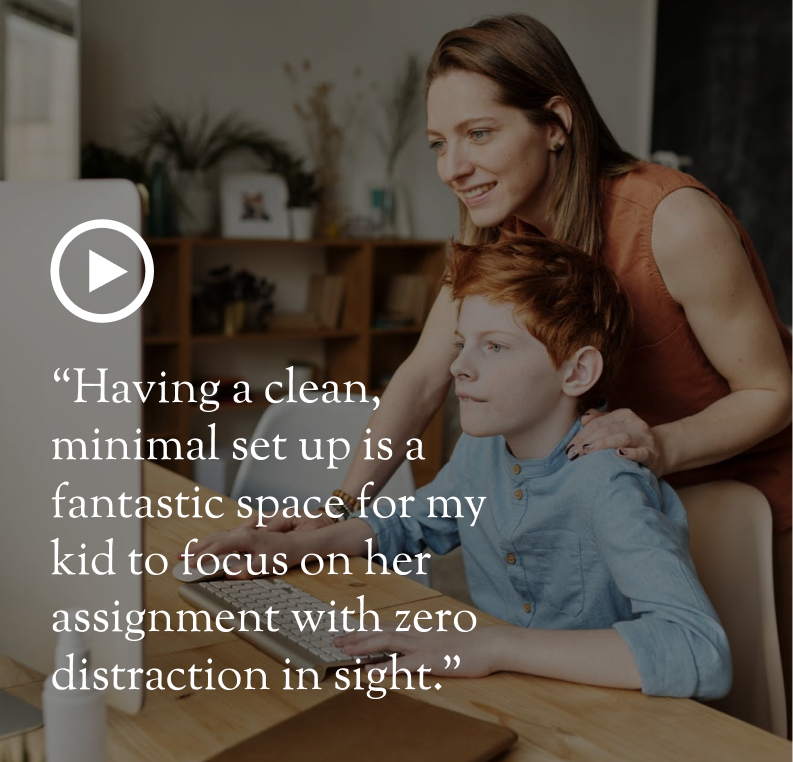 “Having a clean,
minimal set up is a
fantastic space for my
kid to focus on her
assignment with zero
distraction in sight.”